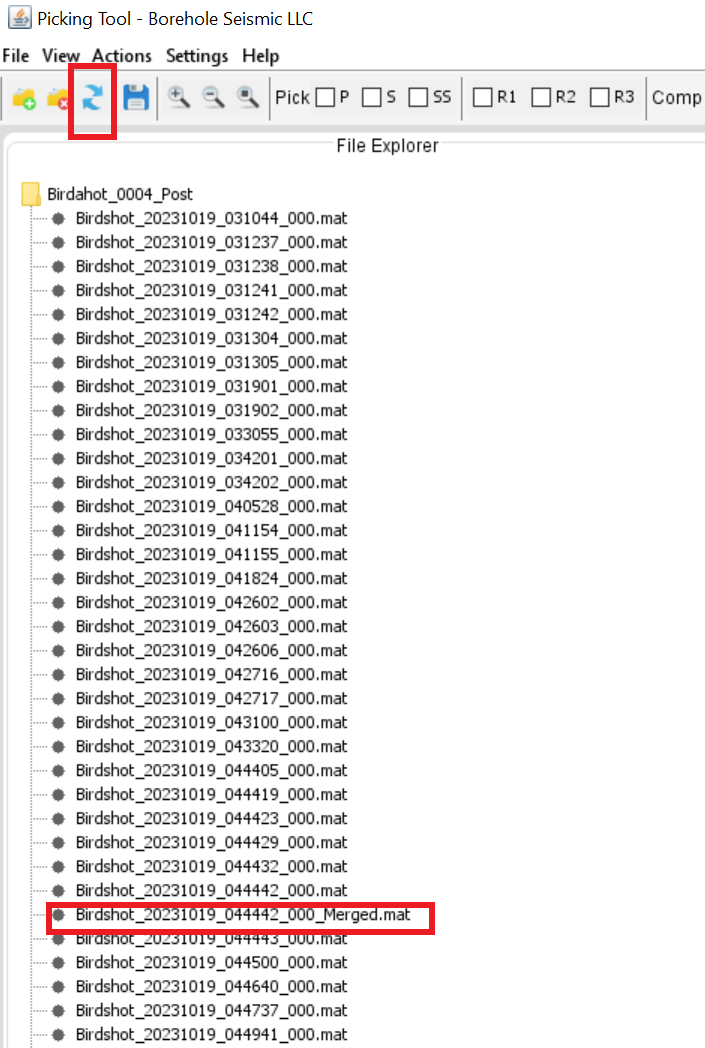 Picking Tool - Borehole Seismic LLC
File View Actions Settings Help
Pick P S SS R1 R2 R3 Comp
File Explorer
Birdahot_0004_Post
Birdshot_20231019_031044_000.mat
Birdshot_20231019_031237_000.mat
Birdshot_20231019_031238_000.mat
Birdshot_20231019_031241_000.mat
Birdshot_20231019_031242_000.mat
Birdshot_20231019_031304_000.mat
Birdshot_20231019_031305_000.mat
Birdshot_20231019_031901_000.mat
Birdshot_20231019_031902_000.mat
Birdshot_20231019_033055_000.mat
Birdshot_20231019_034201_000.mat
Birdshot_20231019_034202_000.mat
Birdshot_20231019_040528_000.mat
Birdshot_20231019_041154_000.mat
Birdshot_20231019_041155_000.mat
Birdshot_20231019_041824_000.mat
Birdshot_20231019_042602_000.mat
Birdshot_20231019_042603_000.mat
Birdshot_20231019_042606_000.mat
Birdshot_20231019_042716_000.mat
Birdshot_20231019_042717_000.mat
Birdshot_20231019_043100_000.mat
Birdshot_20231019_043320_000.mat
Birdshot_20231019_044405_000.mat
Birdshot_20231019_044419_000.mat
Birdshot_20231019_044423_000.mat
Birdshot_20231019_044429_000.mat
Birdshot_20231019_044432_000.mat
Birdshot_20231019_044442_000.mat
Birdshot_20231019_044442_000_Merged.mat
Birdshot_20231019_044443_000.mat
Birdshot_20231019_044500_000.mat
Birdshot_20231019_044640_000.mat
Birdshot_20231019_044737_000.mat
Birdshot_20231019_044941_000.mat